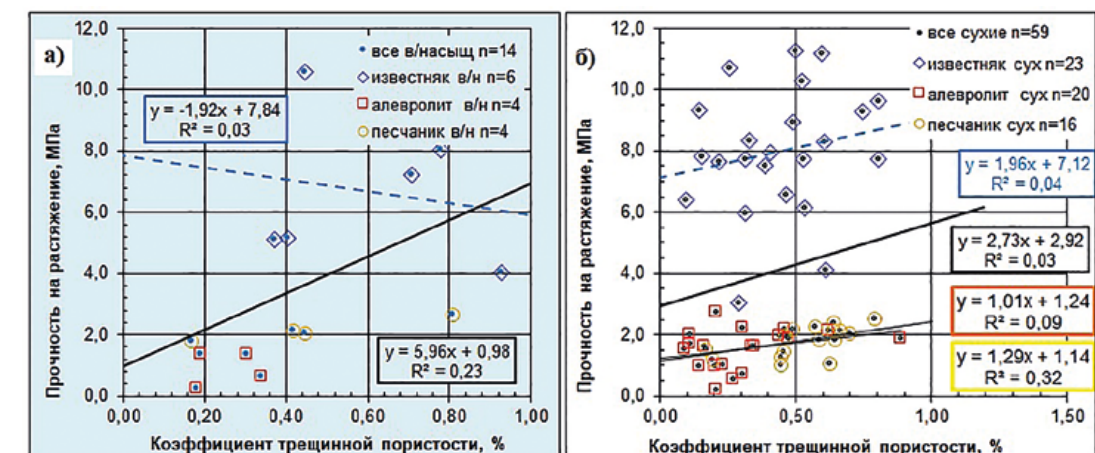 а)
12,0
10,0
8,0
6,0
4,0
2,0
0,0
0,00
0,20
0,40
0,60
0,80
1,00
Прочность на растяжение, МПа
Коэффициент трещинной пористости, %
все в/насыщ n=14
известняк в/н n=6
алевролит в/н n=4
песчаник в/н n=4
y = -1,92x + 7,84
R² = 0,03
y = 5,96x + 0,98
R² = 0,23
б)
12,0
10,0
8,0
6,0
4,0
2,0
0,0
0,00
0,50
1,00
1,50
Прочность на растяжение, МПа
Коэффициент трещинной пористости, %
все сухие n=59
известняк сух n=23
алевролит сух n=20
песчаник сух n=16
y = 1,96x + 7,12
R² = 0,04
y = 2,73x + 2,92
R² = 0,03
y = 1,01x + 1,24
R² = 0,09
y = 1,29x + 1,14
R² = 0,32